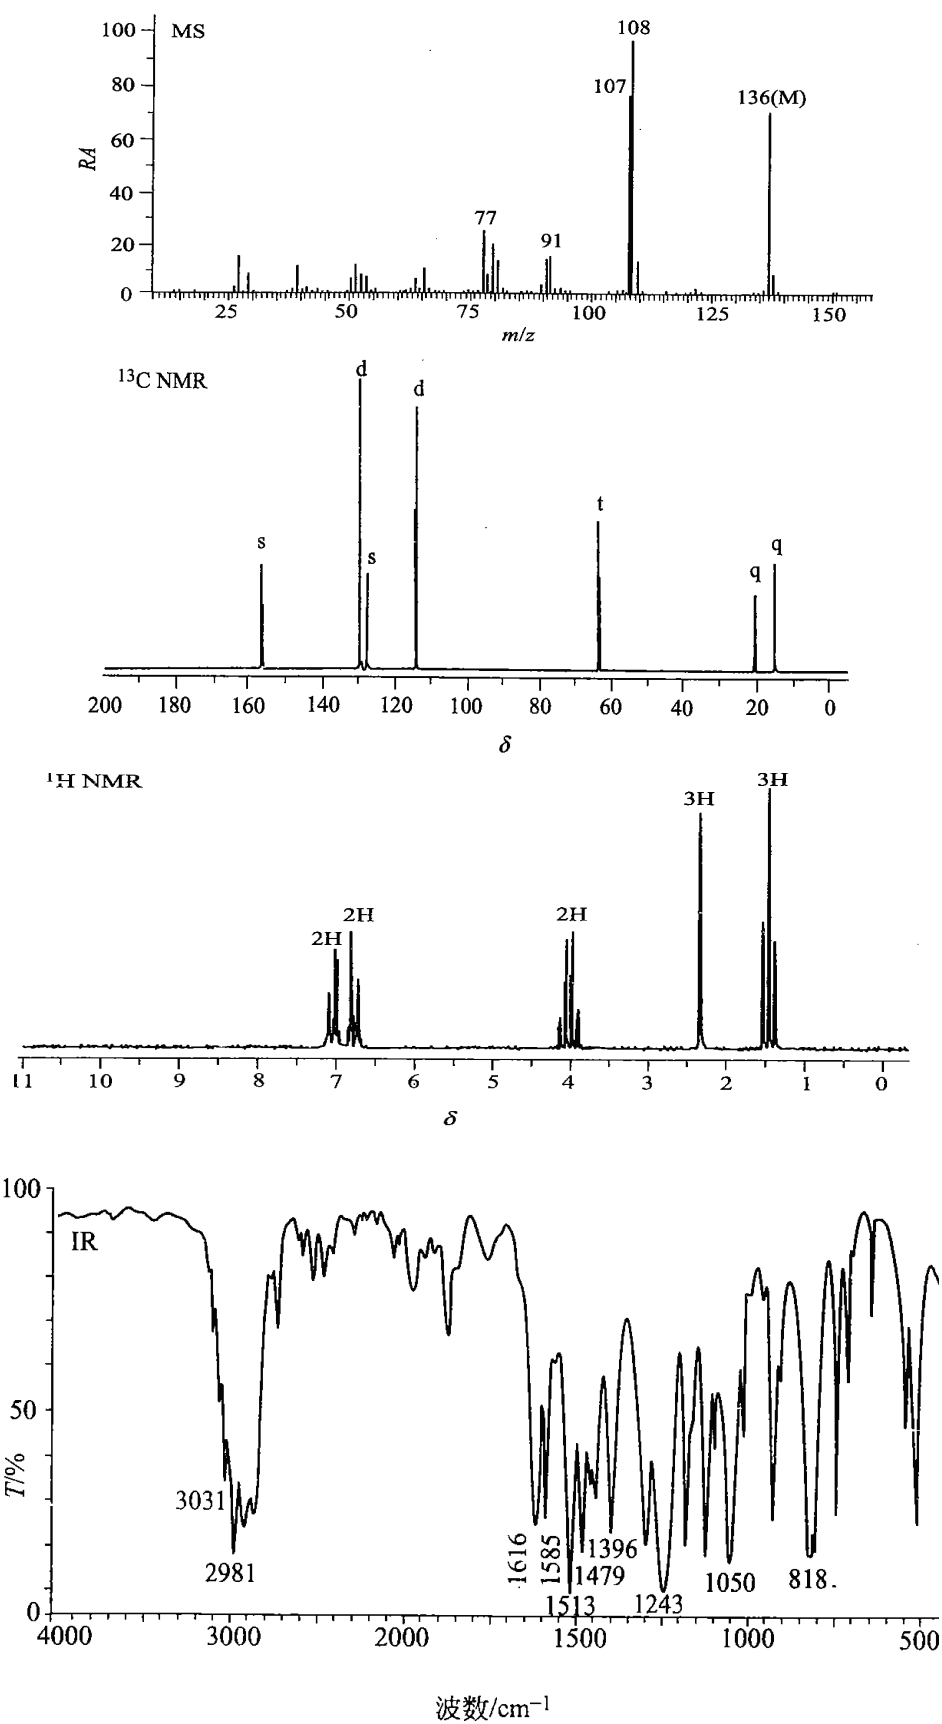 MS
100
80
60
40
20
0
RA
108
107
136(M)
77
91
25 50 75 100 125 150
m/z
¹³C NMR
d
d
s
s
t
q
q
200 180 160 140 120 100 80 60 40 20 0
δ
¹H NMR
3H
3H
2H
2H
2H
11 10 9 8 7 6 5 4 3 2 1 0
δ
100
IR
50
T/%
0
3031
2981
1616
1585
1513
1479
1396
1243
1050
818
4000 3000 2000 1500 1000 500
波数/cm⁻¹